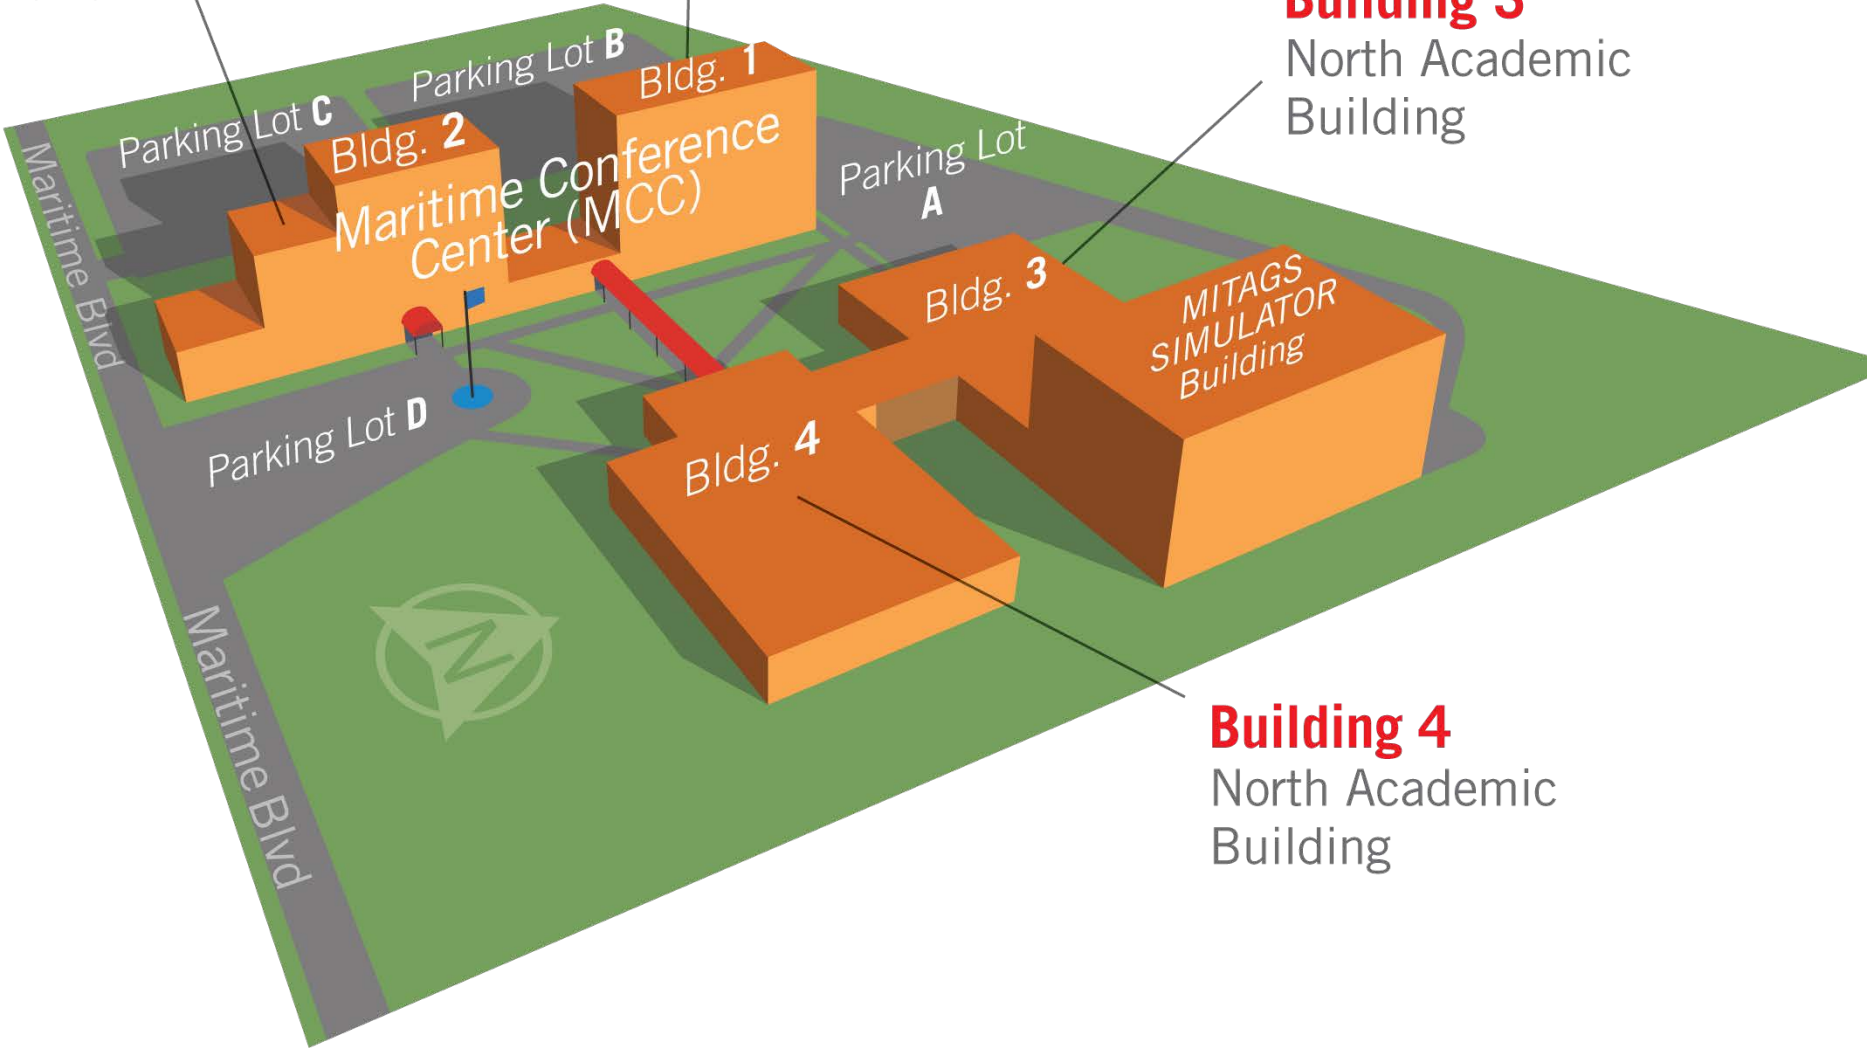 Building 3
North Academic
Building
Parking Lot B
Bldg. 1
Parking Lot C
Bldg. 2
Maritime Conference
Center (MCC)
Parking Lot
A
Maritime Blvd
Bldg. 3
MITAGS
SIMULATOR
Building
Parking Lot D
Bldg. 4
N
Maritime Blvd
Building 4
North Academic
Building